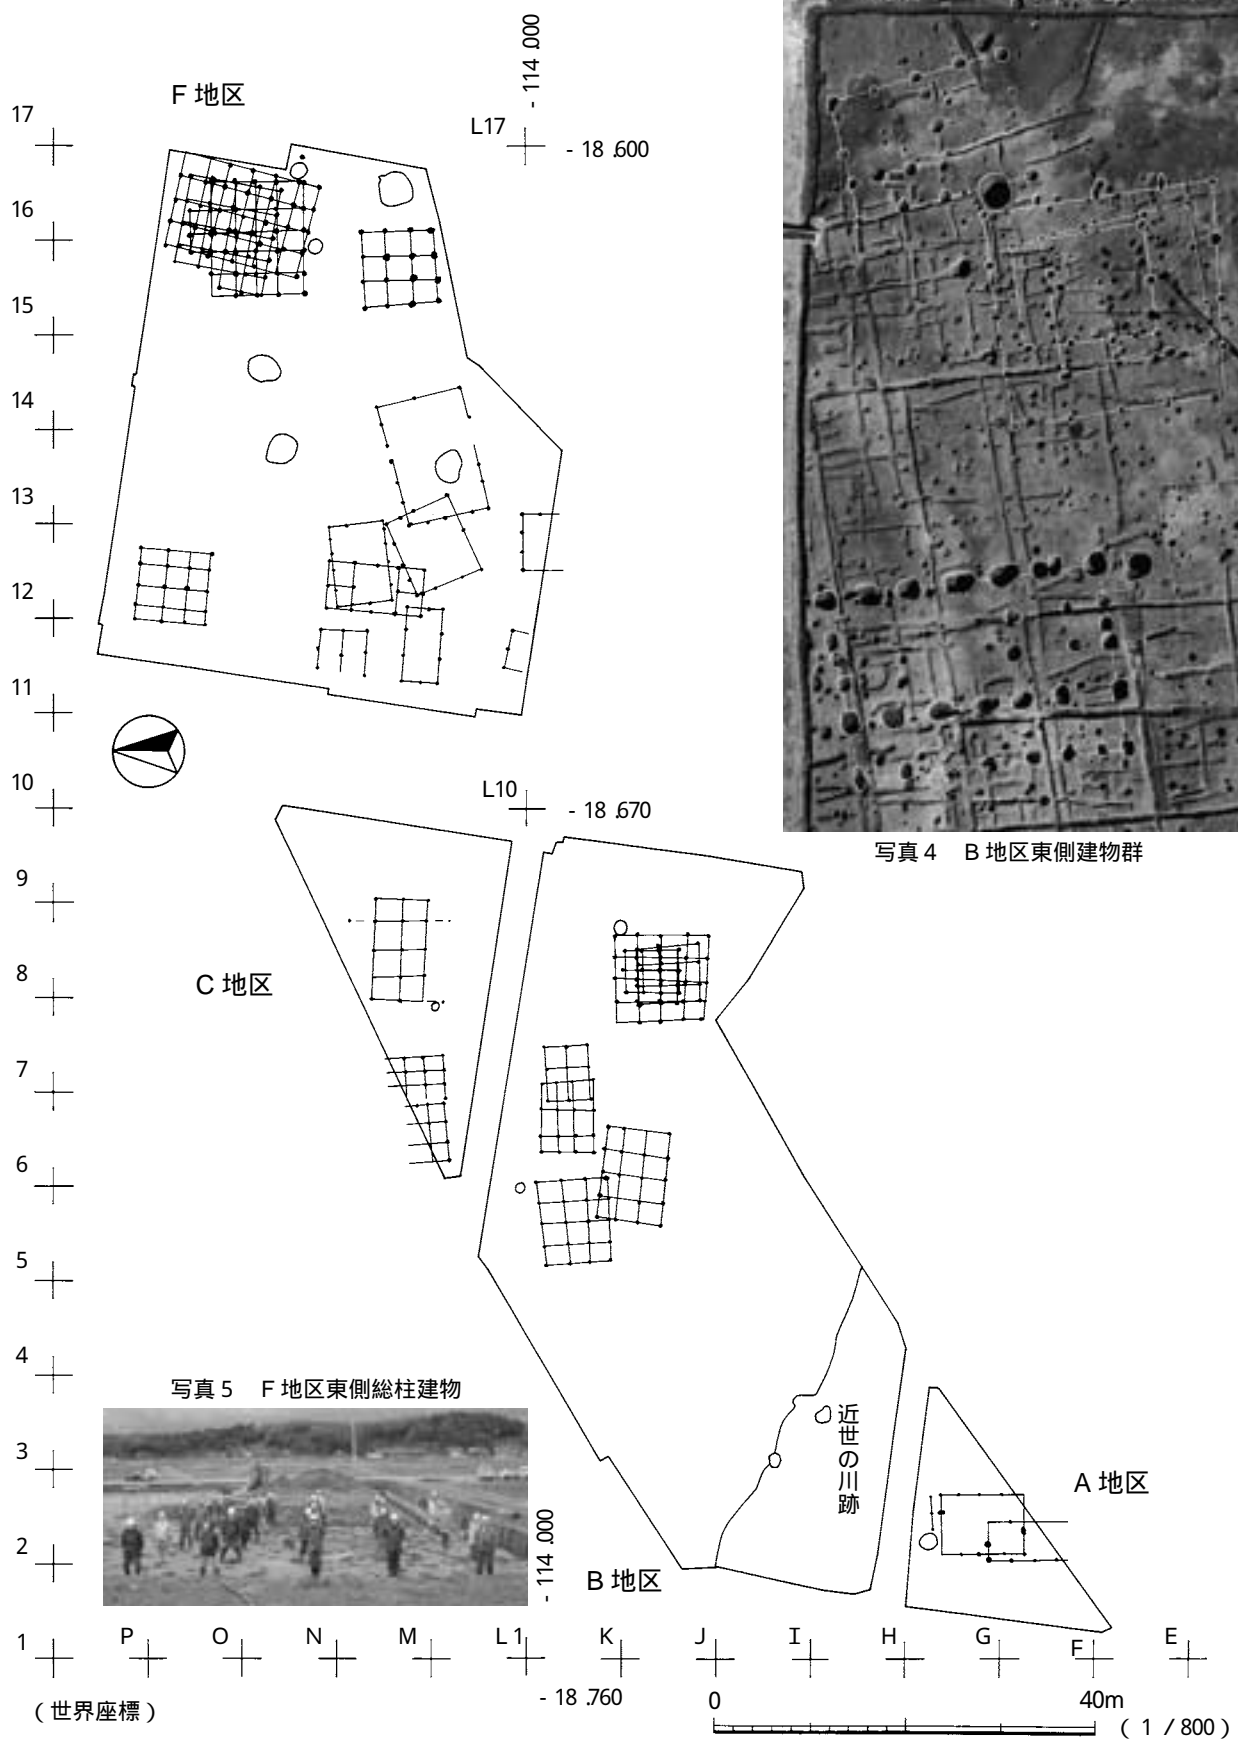 F 地区
- 114 .000
17
L17
- 18 .600
16
15
14
13
12
11
10
L10
- 18 .670
写真４　B 地区東側建物群
9
C 地区
8
7
6
5
4
写真５　F 地区東側総柱建物
近世の川跡
3
A 地区
2
- 114 .000
B 地区
1
P
O
N
M
L 1
K
J
I
H
G
F
E
（世界座標）
- 18 .760
0
40m
（ 1 / 800）